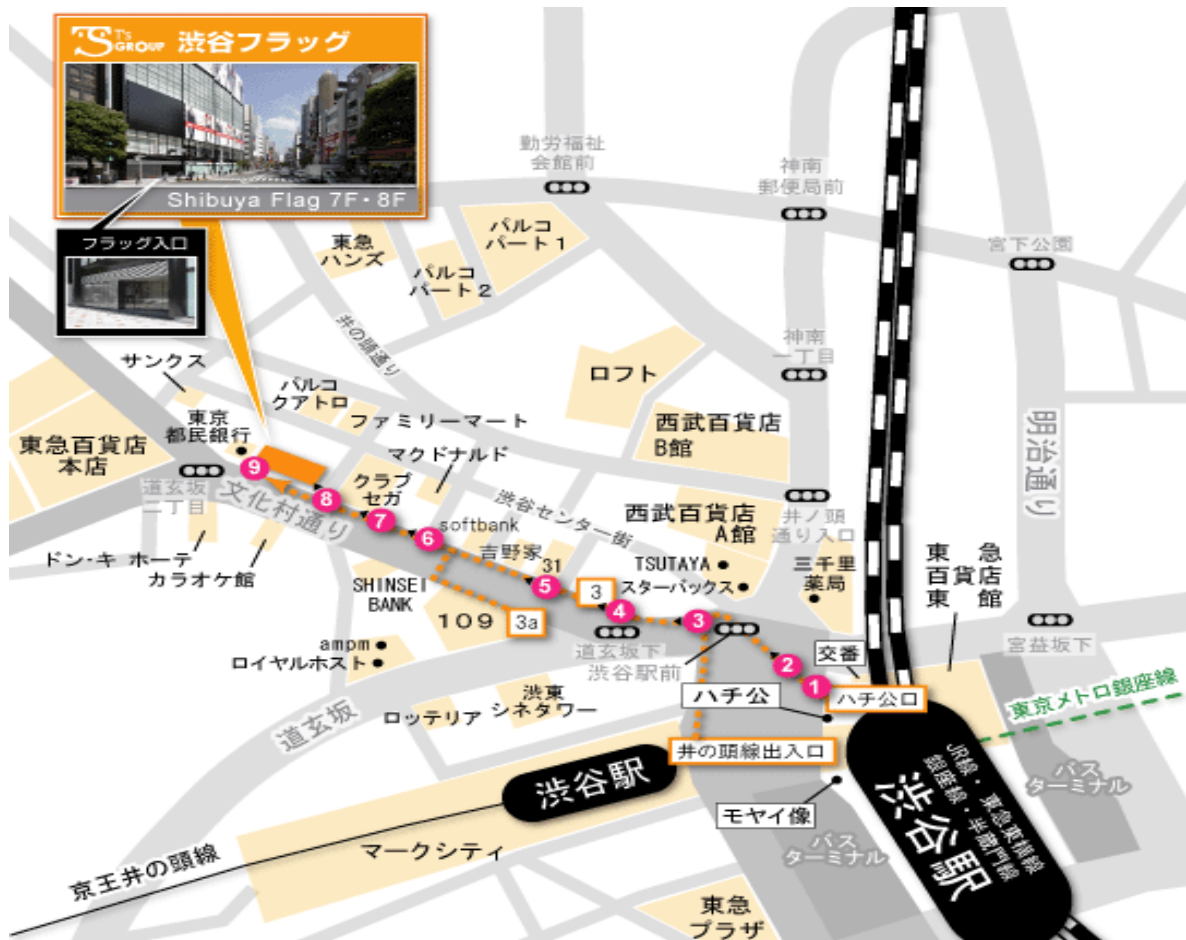 T's
GROUP
渋谷フラッグ
Shibuya Flag 7F・8F
フラッグ入口
勤労福祉
会館前
神南
郵便局前
宮下公園
東急
ハンズ
パルコ
パート1
パルコ
パート2
井の頭通り
神南
一丁目
サンクス
パルコ
クアトロ
ロフト
ファミリーマート
東京
都民銀行
西武百貨店
B館
明治通り
東急百貨店
本店
マクドナルド
9
道玄坂
二丁目
文化村通り
8
クラブ
セガ
7
6
softbank
渋谷センター街
西武百貨店
A館
井ノ頭
通り入口
ドン・キ ホーテ
カラオケ館
吉野家
31
TSUTAYA
スターバックス
三千里
薬局
東急
百貨店
東館
SHINSEI
BANK
5
3
4
3
109
3a
道玄坂下
渋谷駅前
宮益坂下
ampm
ロイヤルホスト
2
交番
1
ハチ公口
ハチ公
道玄坂
ロッテリア
渋東
シネタワー
東京メトロ銀座線
井の頭線出入口
渋谷駅
JR線・東急東横線
銀座線・半蔵門線
渋谷駅
バス
ターミナル
モヤイ像
バス
ターミナル
マークシティ
京王井の頭線
東急
プラザ